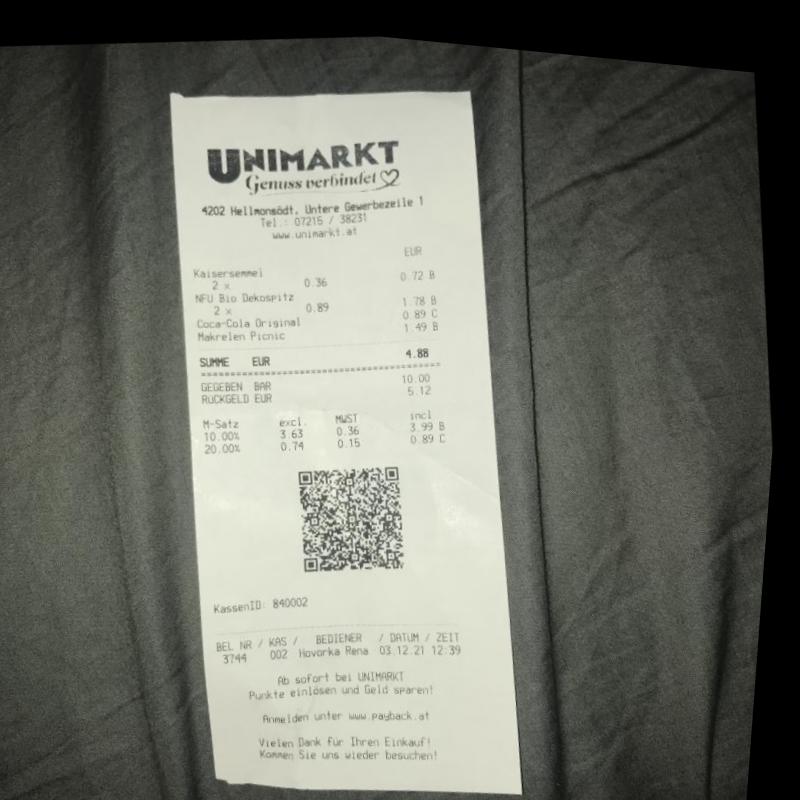 UNIMARKT
Genuss verbindet
4202 Hellmonsödt, Untere Gewerbezeile 1
Tel.: 07215 / 38231
www.unimarkt.at
EUR
Kaisersemmel
2 x 0.36 0.72 B
NFU Bio Dekospitz
2 x 0.89 1.78 B
Coca-Cola Original 0.89 C
Makrelen Picnic 1.49 B
SUMME EUR 4.88
GEGEBEN BAR 10.00
RÜCKGELD EUR 5.12
M-Satz excl. MWST incl
10.00% 3.63 0.36 3.99 B
20.00% 0.74 0.15 0.89 C
KassenID: 840002
BEL NR / KAS / BEDIENER / DATUM / ZEIT
3744 002 Hovorka Rena 03.12.21 12:39
Ab sofort bei UNIMARKT
Punkte einlösen und Geld sparen!
Anmelden unter www.payback.at
Vielen Dank für Ihren Einkauf!
Kommen Sie uns wieder besuchen!